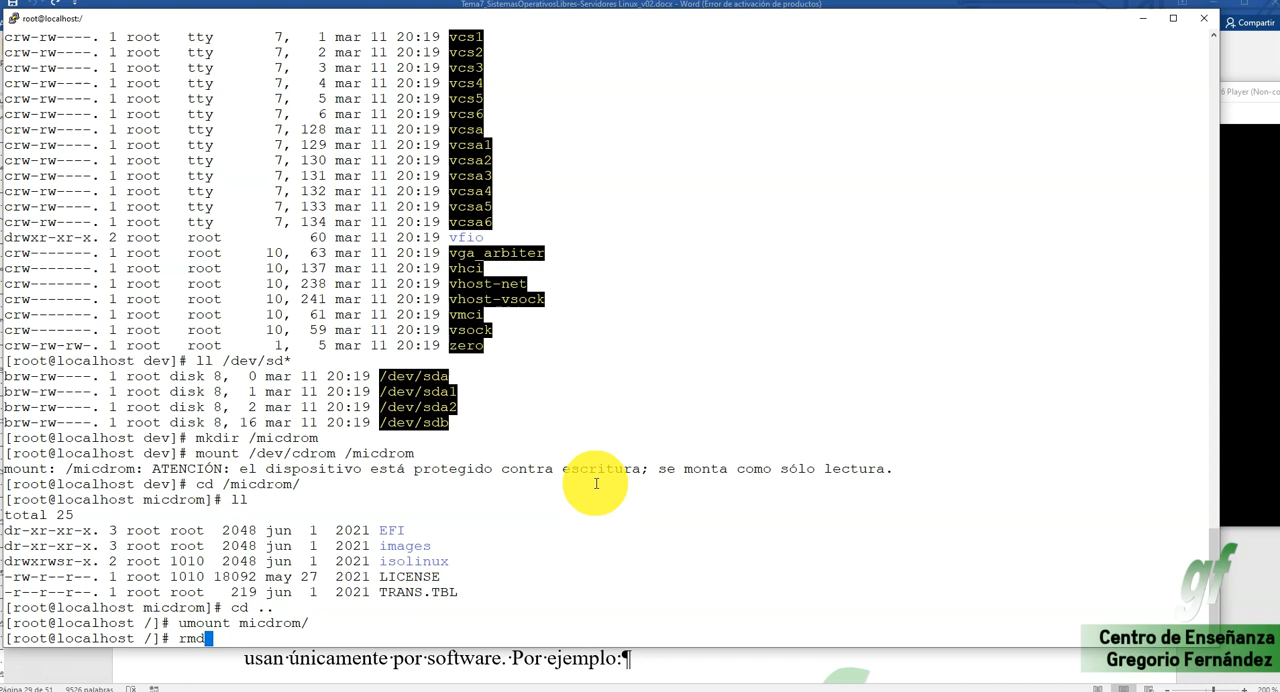 Tema7_SistemasOperativosLibres-Servidores Linux_v02.docx - Word (Error de activación de productos)
root@localhost:/
Compartir
6 Player (Non-co
crw-rw----. 1 root tty 7, 1 mar 11 20:19 vcs1
crw-rw----. 1 root tty 7, 2 mar 11 20:19 vcs2
crw-rw----. 1 root tty 7, 3 mar 11 20:19 vcs3
crw-rw----. 1 root tty 7, 4 mar 11 20:19 vcs4
crw-rw----. 1 root tty 7, 5 mar 11 20:19 vcs5
crw-rw----. 1 root tty 7, 6 mar 11 20:19 vcs6
crw-rw----. 1 root tty 7, 128 mar 11 20:19 vcsa
crw-rw----. 1 root tty 7, 129 mar 11 20:19 vcsa1
crw-rw----. 1 root tty 7, 130 mar 11 20:19 vcsa2
crw-rw----. 1 root tty 7, 131 mar 11 20:19 vcsa3
crw-rw----. 1 root tty 7, 132 mar 11 20:19 vcsa4
crw-rw----. 1 root tty 7, 133 mar 11 20:19 vcsa5
crw-rw----. 1 root tty 7, 134 mar 11 20:19 vcsa6
drwxr-xr-x. 2 root root 60 mar 11 20:19 vfio
crw-------. 1 root root 10, 63 mar 11 20:19 vga_arbiter
crw-------. 1 root root 10, 137 mar 11 20:19 vhci
crw-------. 1 root root 10, 238 mar 11 20:19 vhost-net
crw-------. 1 root root 10, 241 mar 11 20:19 vhost-vsock
crw-------. 1 root root 10, 61 mar 11 20:19 vmci
crw-------. 1 root root 10, 59 mar 11 20:19 vsock
crw-rw-rw-. 1 root root 1, 5 mar 11 20:19 zero
[root@localhost dev]# ll /dev/sd*
brw-rw----. 1 root disk 8, 0 mar 11 20:19 /dev/sda
brw-rw----. 1 root disk 8, 1 mar 11 20:19 /dev/sda1
brw-rw----. 1 root disk 8, 2 mar 11 20:19 /dev/sda2
brw-rw----. 1 root disk 8, 16 mar 11 20:19 /dev/sdb
[root@localhost dev]# mkdir /micdrom
[root@localhost dev]# mount /dev/cdrom /micdrom
mount: /micdrom: ATENCIÓN: el dispositivo está protegido contra escritura; se monta como sólo lectura.
[root@localhost dev]# cd /micdrom/
[root@localhost micdrom]# ll
total 25
dr-xr-xr-x. 3 root root 2048 jun 1 2021 EFI
dr-xr-xr-x. 3 root root 2048 jun 1 2021 images
drwxrwsr-x. 2 root 1010 2048 jun 1 2021 isolinux
-rw-r--r--. 1 root 1010 18092 may 27 2021 LICENSE
-r--r--r--. 1 root root 219 jun 1 2021 TRANS.TBL
[root@localhost micdrom]# cd ..
[root@localhost /]# umount micdrom/
[root@localhost /]# rmd
gf
Centro de Enseñanza
Gregorio Fernández
usan·únicamente·por·software.·Por·ejemplo:¶
Página 29 de 51 9526 palabras
200 %